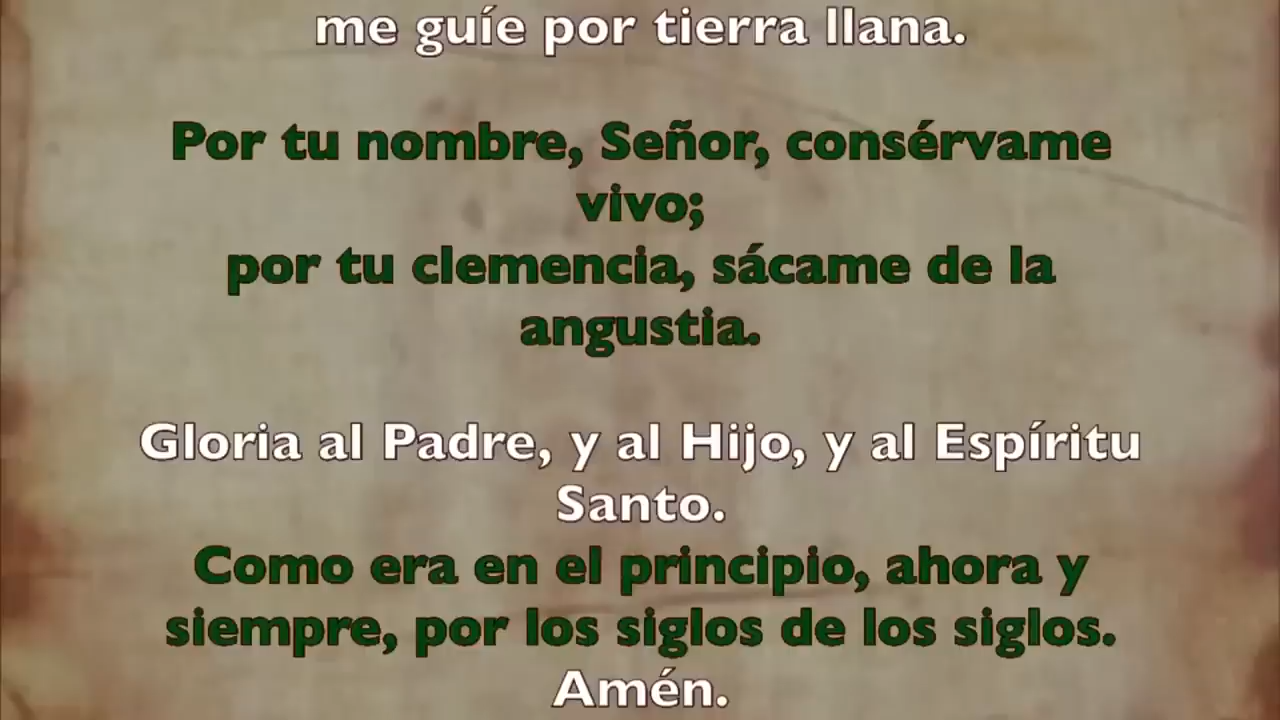 me guíe por tierra llana.
Por tu nombre, Señor, consérvame
vivo;
por tu clemencia, sácame de la
angustia.
Gloria al Padre, y al Hijo, y al Espíritu
Santo.
Como era en el principio, ahora y
siempre, por los siglos de los siglos.
Amén.